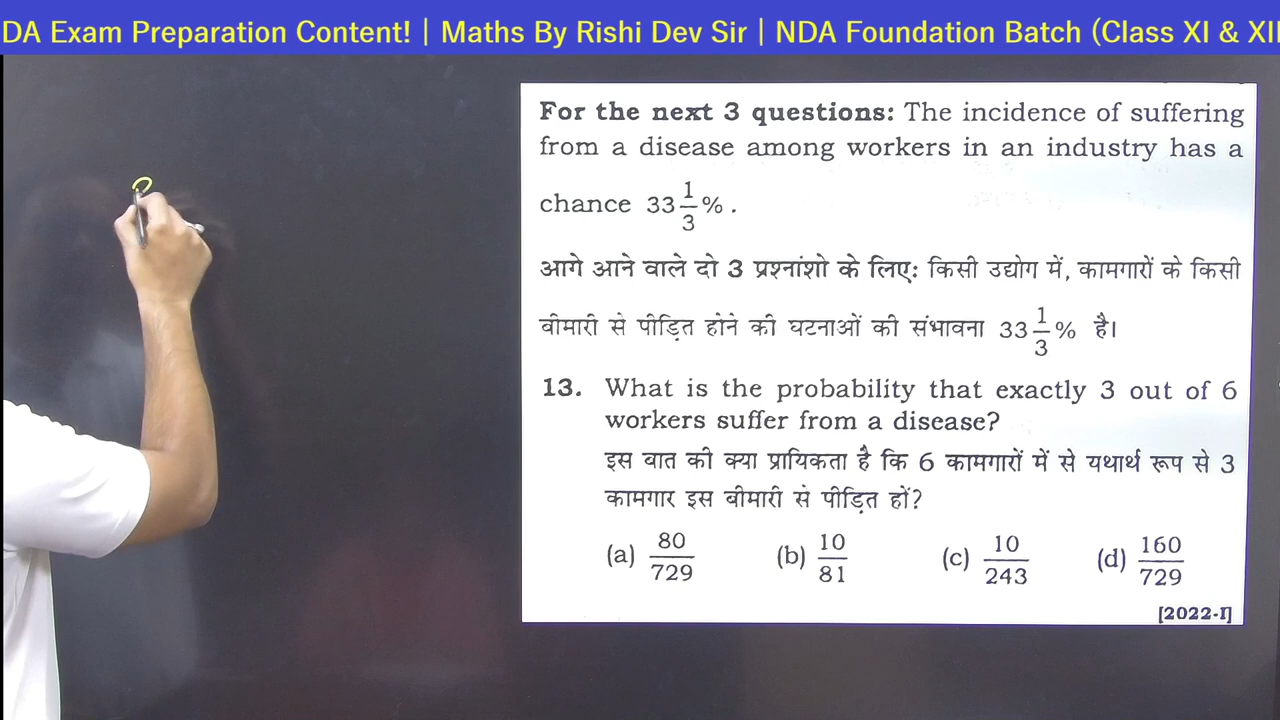 DA Exam Preparation Content! | Maths By Rishi Dev Sir | NDA Foundation Batch (Class XI & XII
For the next 3 questions: The incidence of suffering
from a disease among workers in an industry has a
chance 33 1/3 % .
आगे आने वाले दो 3 प्रश्नांशो के लिए: किसी उद्योग में, कामगारों के किसी
बीमारी से पीड़ित होने की घटनाओं की संभावना 33 1/3 % है।
13. What is the probability that exactly 3 out of 6
workers suffer from a disease?
इस बात की क्या प्रायिकता है कि 6 कामगारों में से यथार्थ रूप से 3
कामगार इस बीमारी से पीड़ित हों?
(a) 80/729 (b) 10/81 (c) 10/243 (d) 160/729
[2022-I]